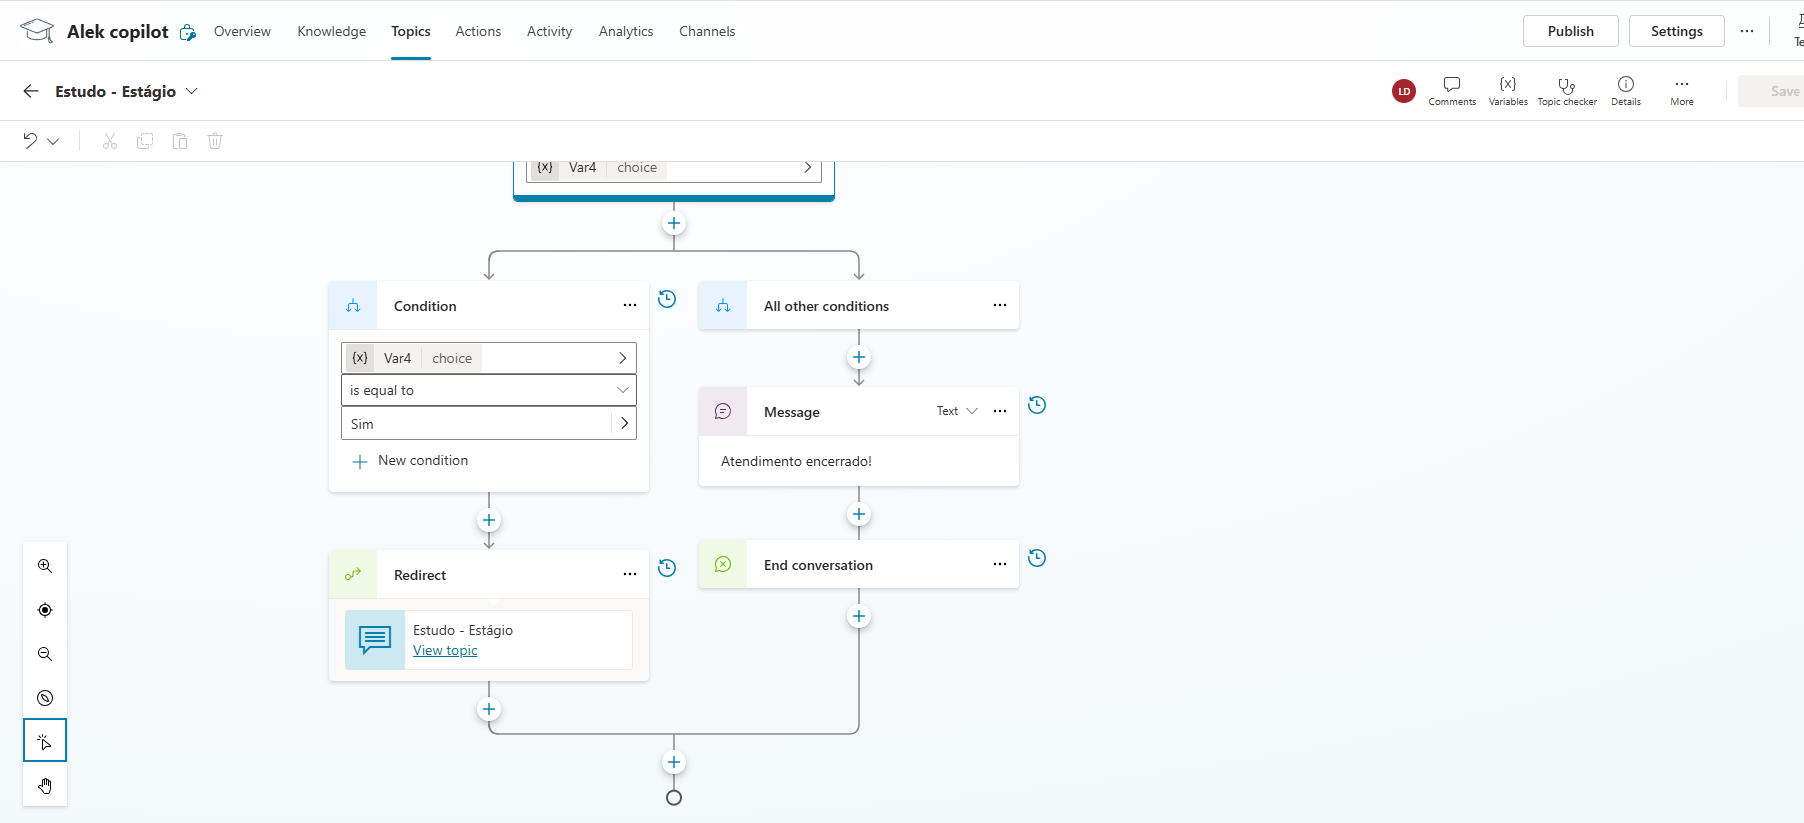 Alek copilot
Overview
Knowledge
Topics
Actions
Activity
Analytics
Channels
Publish
Settings
Estudo - Estágio
LD
Comments
{x}
Variables
Topic checker
Details
More
Save
{x} Var4 choice
Condition
All other conditions
{x} Var4 choice
is equal to
Sim
New condition
Message
Text
Atendimento encerrado!
End conversation
Redirect
Estudo - Estágio
View topic